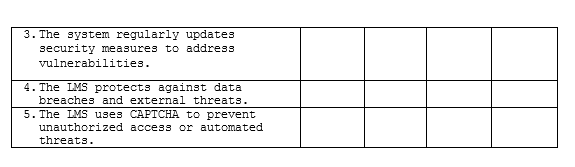 3. The system regularly updates
security measures to address
vulnerabilities.
4. The LMS protects against data
breaches and external threats.
5. The LMS uses CAPTCHA to prevent
unauthorized access or automated
threats.